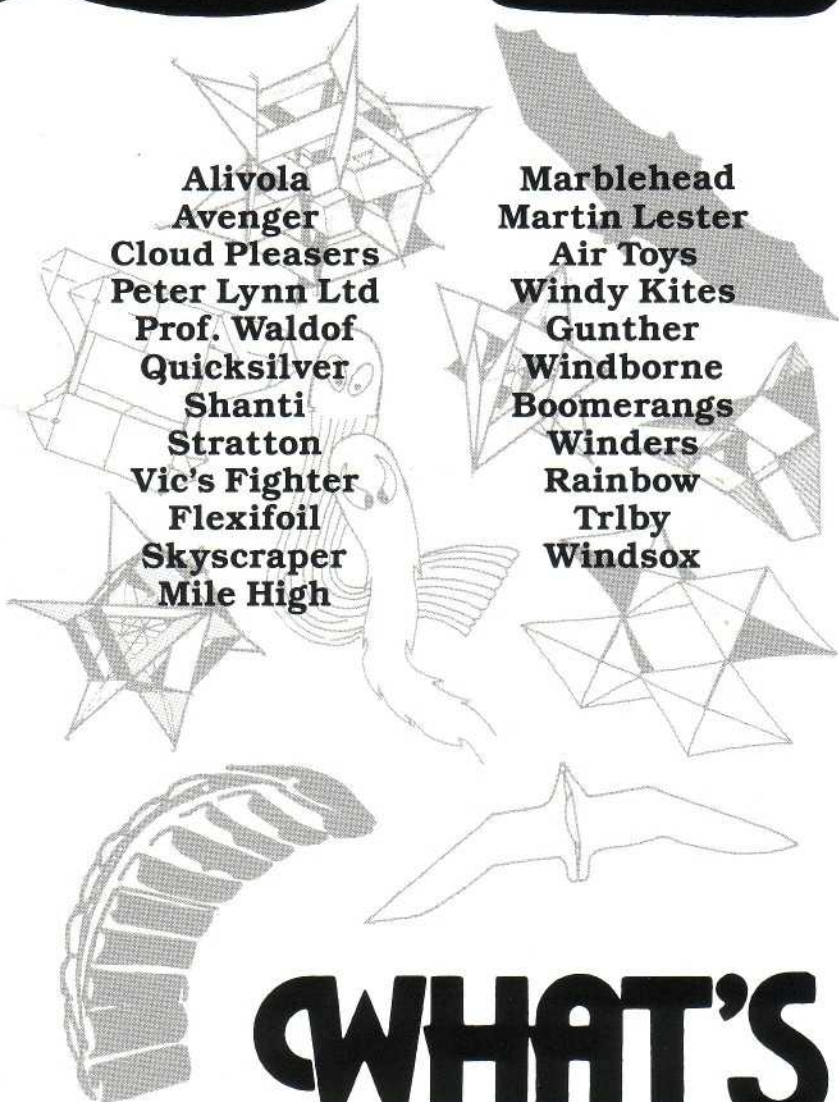 Alivola
Avenger
Cloud Pleasers
Peter Lynn Ltd
Prof. Waldof
Quicksilver
Shanti
Stratton
Vic's Fighter
Flexifoil
Skyscraper
Mile High
Marblehead
Martin Lester
Air Toys
Windy Kites
Gunther
Windborne
Boomerangs
Winders
Rainbow
Trlby
Windsox
WHAT'S